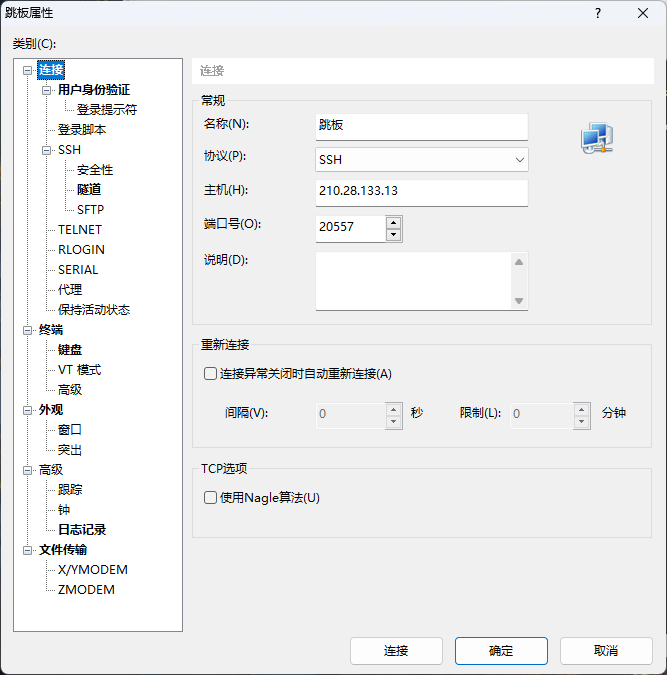 跳板属性
类别(C):
连接
用户身份验证
登录提示符
登录脚本
SSH
安全性
隧道
SFTP
TELNET
RLOGIN
SERIAL
代理
保持活动状态
终端
键盘
VT 模式
高级
外观
窗口
突出
高级
跟踪
钟
日志记录
文件传输
X/YMODEM
ZMODEM
连接
常规
名称(N): 跳板
协议(P): SSH
主机(H): 210.28.133.13
端口号(O): 20557
说明(D):
重新连接
连接异常关闭时自动重新连接(A)
间隔(V): 0 秒 限制(L): 0 分钟
TCP选项
使用Nagle算法(U)
连接 确定 取消